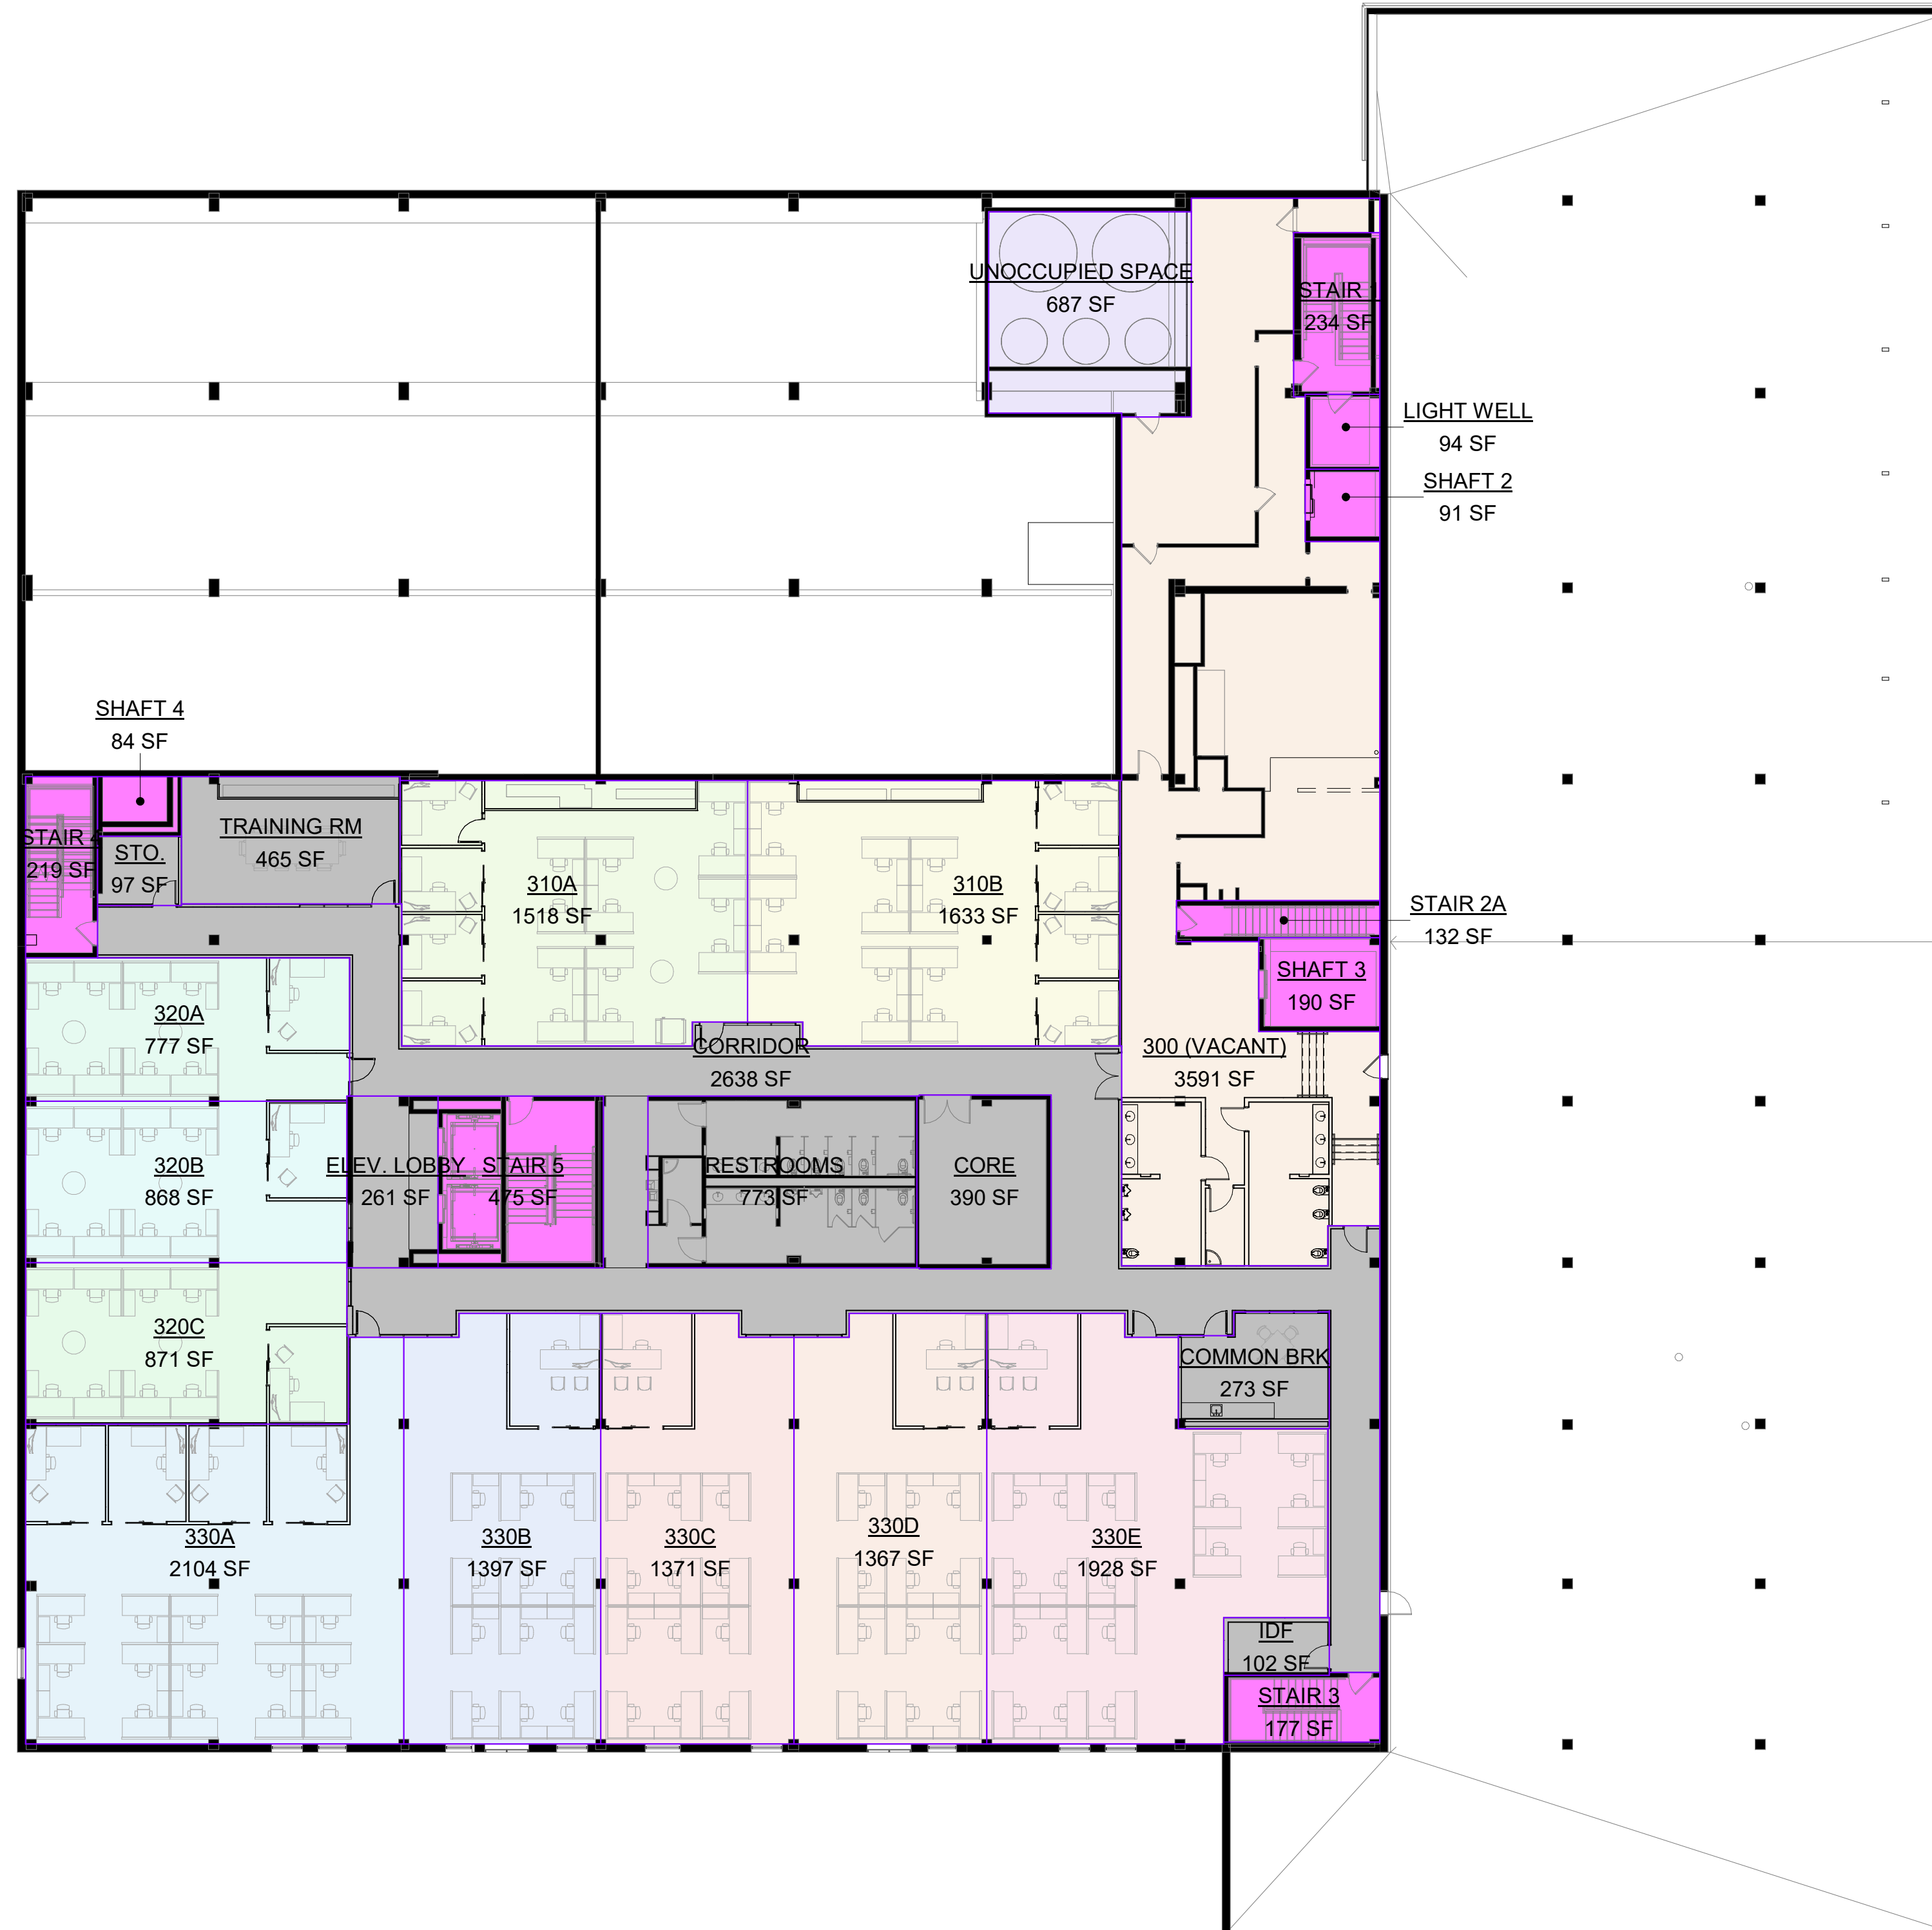 UNOCCUPIED SPACE
687 SF
STAIR 1
234 SF
LIGHT WELL
94 SF
SHAFT 2
91 SF
SHAFT 4
84 SF
STAIR 4
219 SF
STO.
97 SF
TRAINING RM
465 SF
310A
1518 SF
310B
1633 SF
STAIR 2A
132 SF
SHAFT 3
190 SF
320A
777 SF
CORRIDOR
2638 SF
300 (VACANT)
3591 SF
320B
868 SF
ELEV. LOBBY
261 SF
STAIR 5
475 SF
RESTROOMS
773 SF
CORE
390 SF
320C
871 SF
COMMON BRK
273 SF
330A
2104 SF
330B
1397 SF
330C
1371 SF
330D
1367 SF
330E
1928 SF
IDF
102 SF
STAIR 3
177 SF